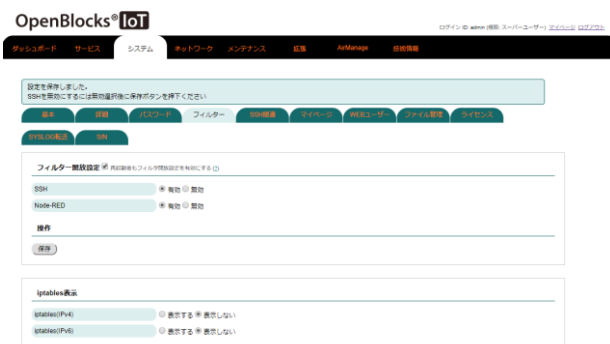 OpenBlocks® IoT
ログイン ID: admin (権限: スーパーユーザー) マイページ ログアウト
ダッシュボード サービス システム ネットワーク メンテナンス 拡張 AirManage 技術情報
設定を保存しました。
SSHを無効にするには無効選択後に保存ボタンを押下ください
基本 詳細 パスワード フィルター SSH関連 マイページ WEBユーザー ファイル管理 ライセンス
SYSLOG転送 SIN
フィルター開放設定 再起動後もフィルタ開放設定を有効にする (?)
SSH 有効 無効
Node-RED 有効 無効
操作
保存
iptables表示
iptables(IPv4) 表示する 表示しない
iptables(IPv6) 表示する 表示しない